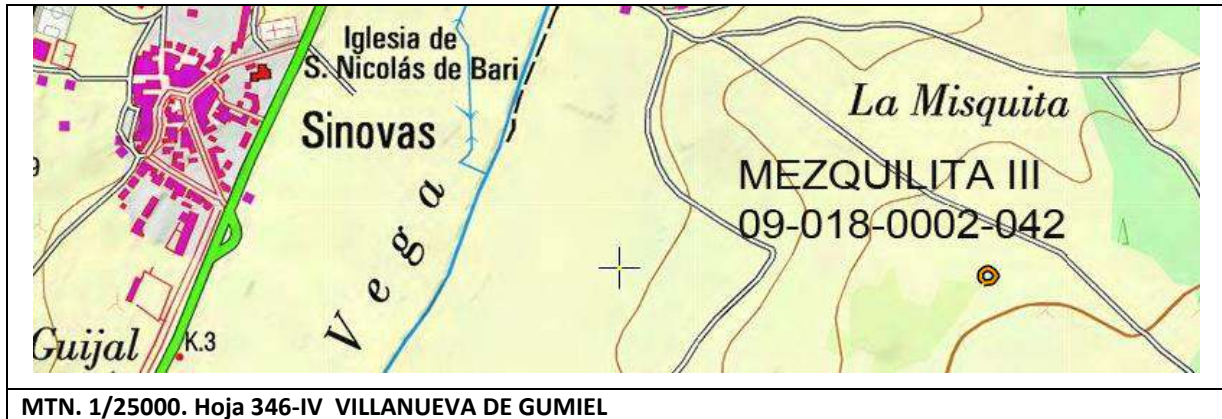 Iglesia de
S. Nicolás de Bari
Sinovas
La Misquita
MEZQUILITA III
09-018-0002-042
Vega
Guijal
K.3
MTN. 1/25000. Hoja 346-IV VILLANUEVA DE GUMIEL